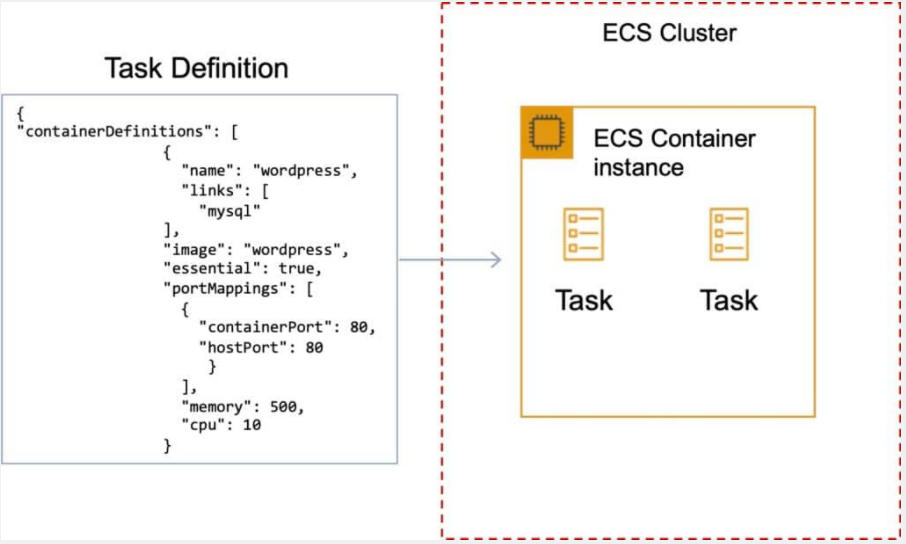 Task Definition
{
"containerDefinitions": [
{
"name": "wordpress",
"links": [
"mysql"
],
"image": "wordpress",
"essential": true,
"portMappings": [
{
"containerPort": 80,
"hostPort": 80
}
],
"memory": 500,
"cpu": 10
}
ECS Cluster
ECS Container
instance
Task
Task